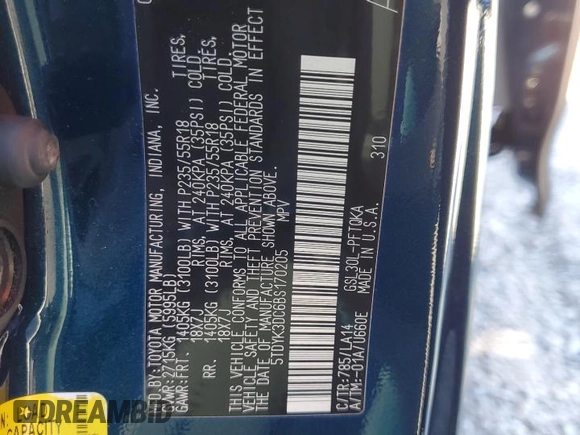 FD.BY: TOYOTA MOTOR MANUFACTURING, INDIANA, INC.
GVWR:2715KG (5995LB)
GAWR:FRT. 1405KG (3100LB) WITH P235/55R18 TIRES,
18X7J RIMS, AT 240KPA (35PSI) COLD
RR. 1405KG (3100LB) WITH P235/55R18 TIRES,
18X7J RIMS, AT 240KPA (35PSI) COLD
THIS VEHICLE CONFORMS TO ALL APPLICABLE FEDERAL MOTOR
VEHICLE SAFETY AND THEFT PREVENTION STANDARDS IN EFFECT
THE DATE OF MANUFACTURE SHOWN ABOVE.
5TDYK3DC6BS170205 MPV
310
C/TR:785/LA14 GSL30L-PFTQKA
A/TM:-01A/U660E MADE IN U.S.A.
CAPACITY
DREAMBID